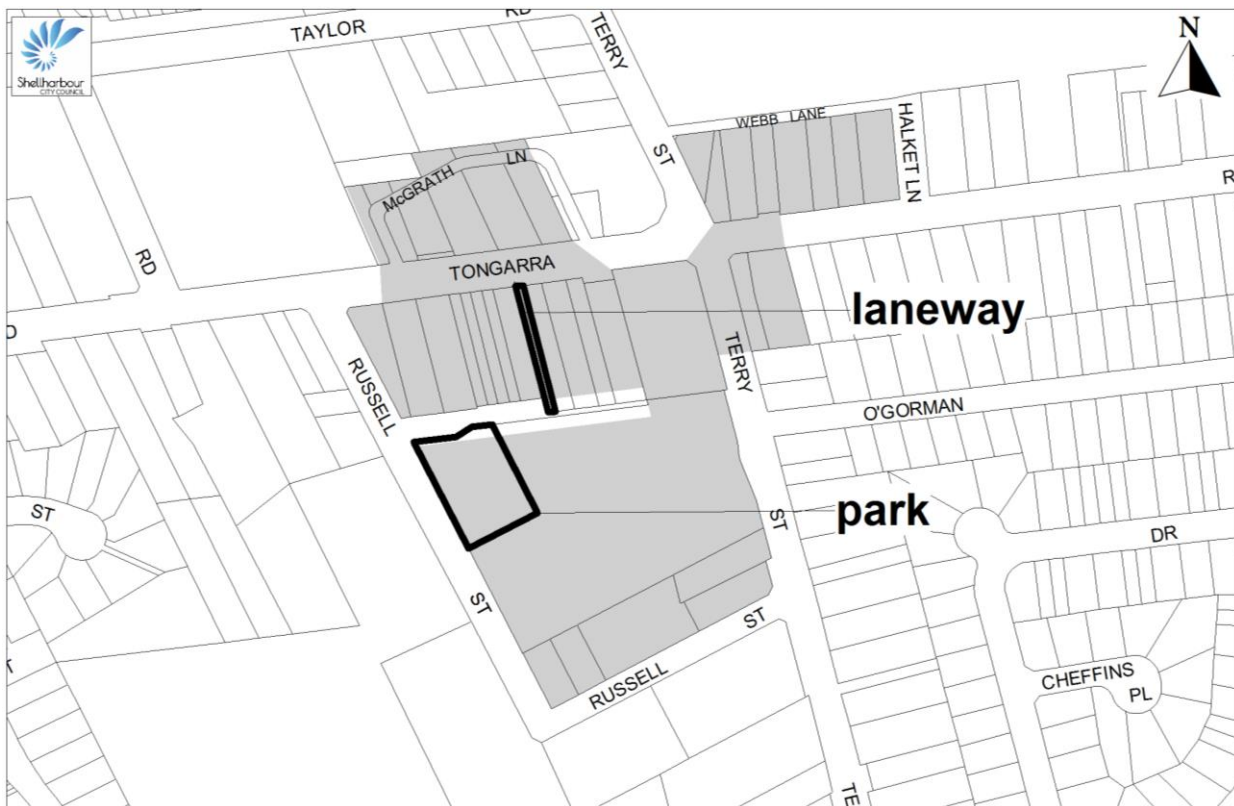 Shellharbour
CITY COUNCIL
TAYLOR
RD
TERRY
ST
N
WEBB LANE
HALKET LN
McGRATH
LN
RD
TONGARRA
laneway
RUSSELL
ST
TERRY
ST
O'GORMAN
park
ST
DR
RUSSELL
ST
CHEFFINS
PL